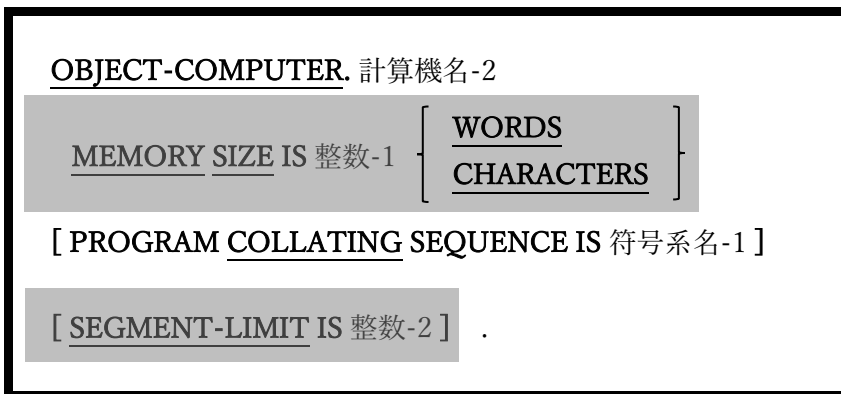 OBJECT-COMPUTER. 計算機名-2
WORDS
MEMORY SIZE IS 整数-1
CHARACTERS
[ PROGRAM COLLATING SEQUENCE IS 符号系名-1 ]
[ SEGMENT-LIMIT IS 整数-2 ] .